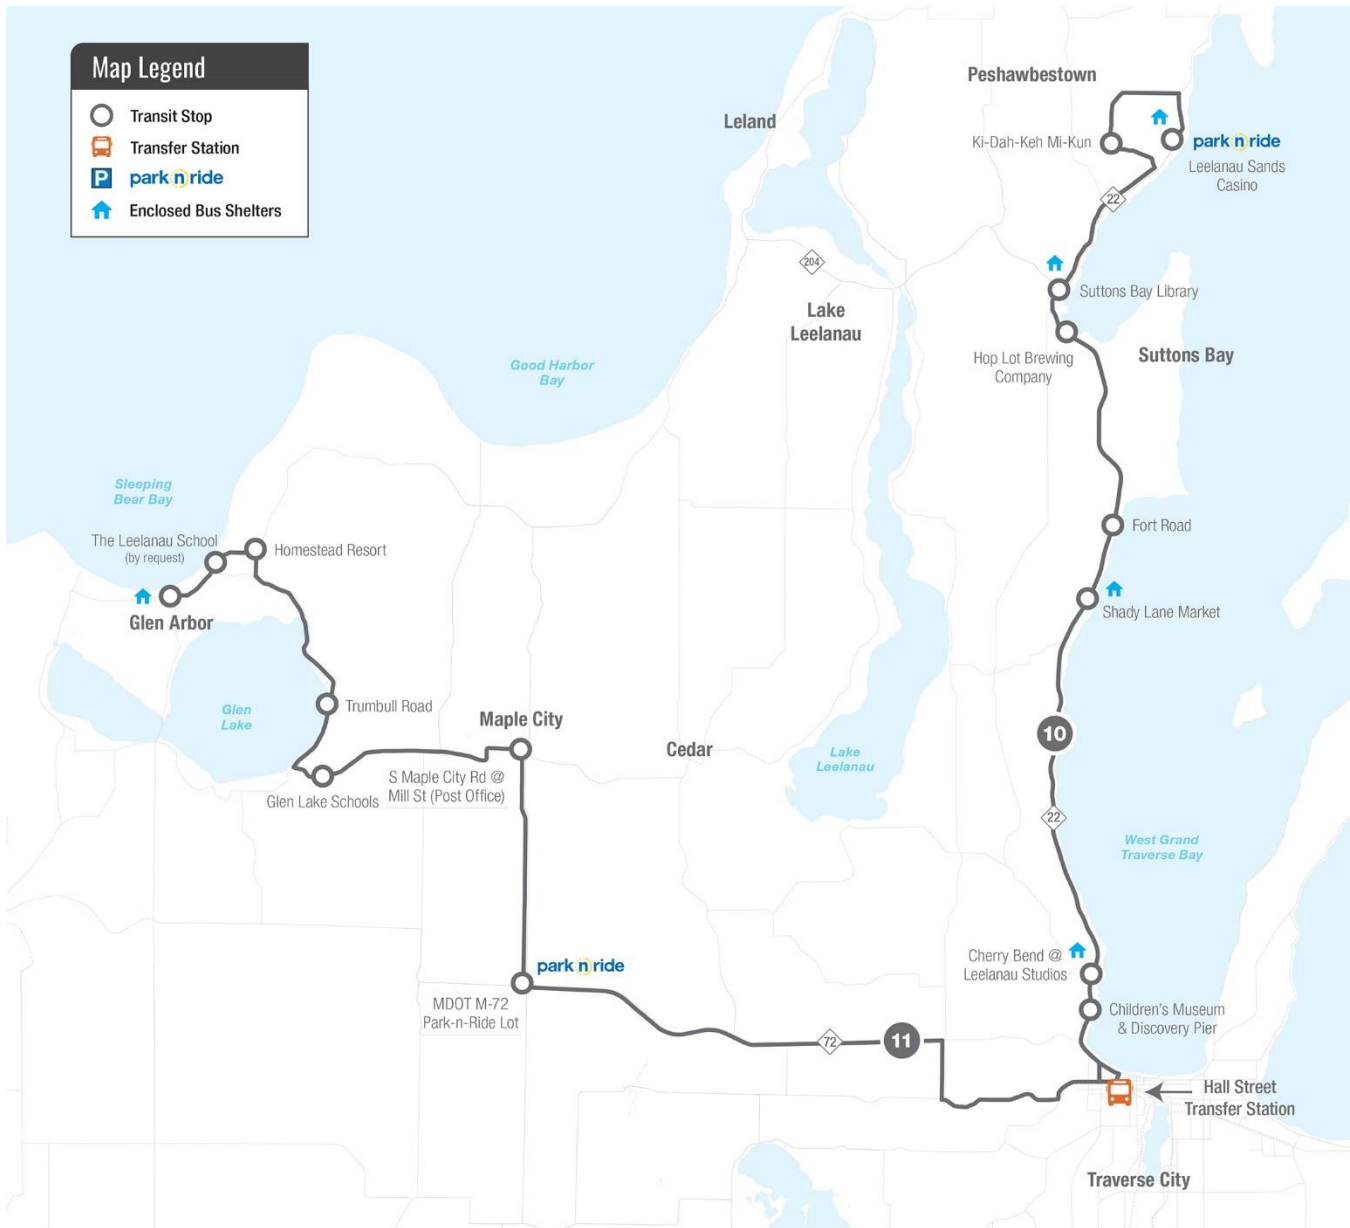 Map Legend
Transit Stop
Transfer Station
P park n ride
Enclosed Bus Shelters
Peshawbestown
Leland
Ki-Dah-Keh Mi-Kun
park n ride
Leelanau Sands
Casino
22
204
Suttons Bay Library
Lake
Leelanau
Hop Lot Brewing
Company
Suttons Bay
Good Harbor
Bay
Sleeping
Bear Bay
Fort Road
The Leelanau School
(by request)
Homestead Resort
Glen Arbor
Shady Lane Market
Glen
Lake
Trumbull Road
Maple City
10
Cedar
Lake
Leelanau
S Maple City Rd @
Mill St (Post Office)
Glen Lake Schools
22
West Grand
Traverse Bay
Cherry Bend @
Leelanau Studios
park n ride
MDOT M-72
Park-n-Ride Lot
Children's Museum
& Discovery Pier
72
11
Hall Street
Transfer Station
Traverse City